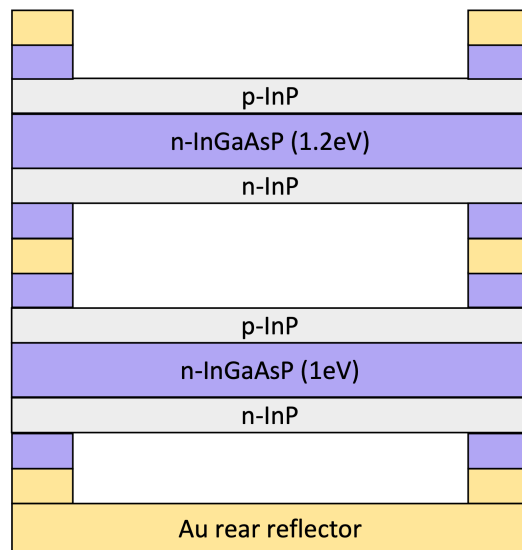 p-InP
n-InGaAsP (1.2eV)
n-InP
p-InP
n-InGaAsP (1eV)
n-InP
Au rear reflector